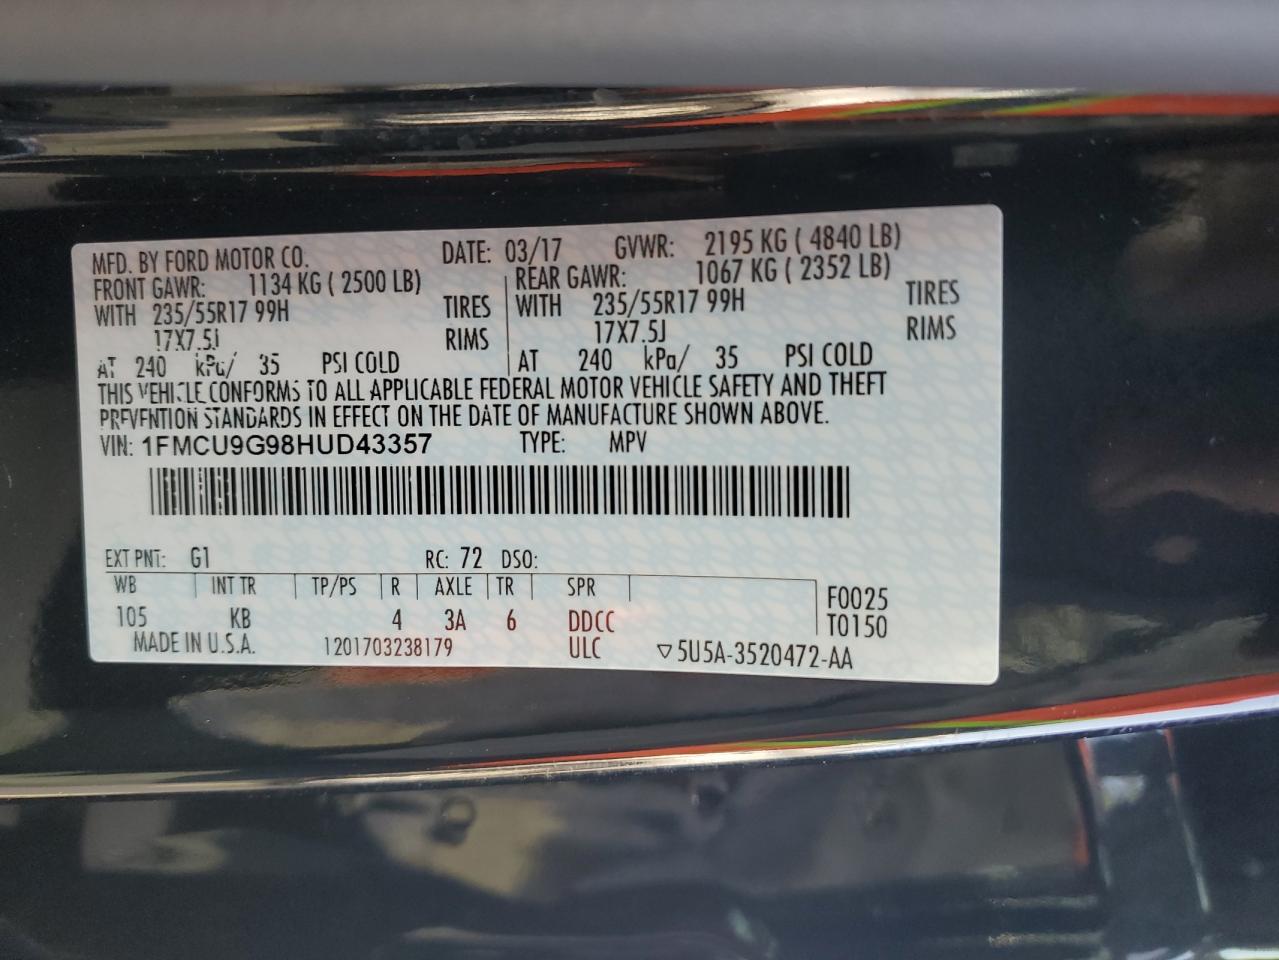 MFD. BY FORD MOTOR CO. DATE: 03/17 GVWR: 2195 KG ( 4840 LB)
FRONT GAWR: 1134 KG ( 2500 LB) REAR GAWR: 1067 KG ( 2352 LB)
WITH 235/55R17 99H TIRES WITH 235/55R17 99H TIRES
17X7.5J RIMS 17X7.5J RIMS
AT 240 kPa/ 35 PSI COLD AT 240 kPa/ 35 PSI COLD
THIS VEHICLE CONFORMS TO ALL APPLICABLE FEDERAL MOTOR VEHICLE SAFETY AND THEFT
PREVENTION STANDARDS IN EFFECT ON THE DATE OF MANUFACTURE SHOWN ABOVE.
VIN: 1FMCU9G98HUD43357 TYPE: MPV
EXT PNT: G1 RC: 72 DSO:
WB INT TR TP/PS R AXLE TR SPR F0025
105 KB 4 3A 6 DDCC T0150
MADE IN U.S.A. 1201703238179 ULC ▽5U5A-3520472-AA